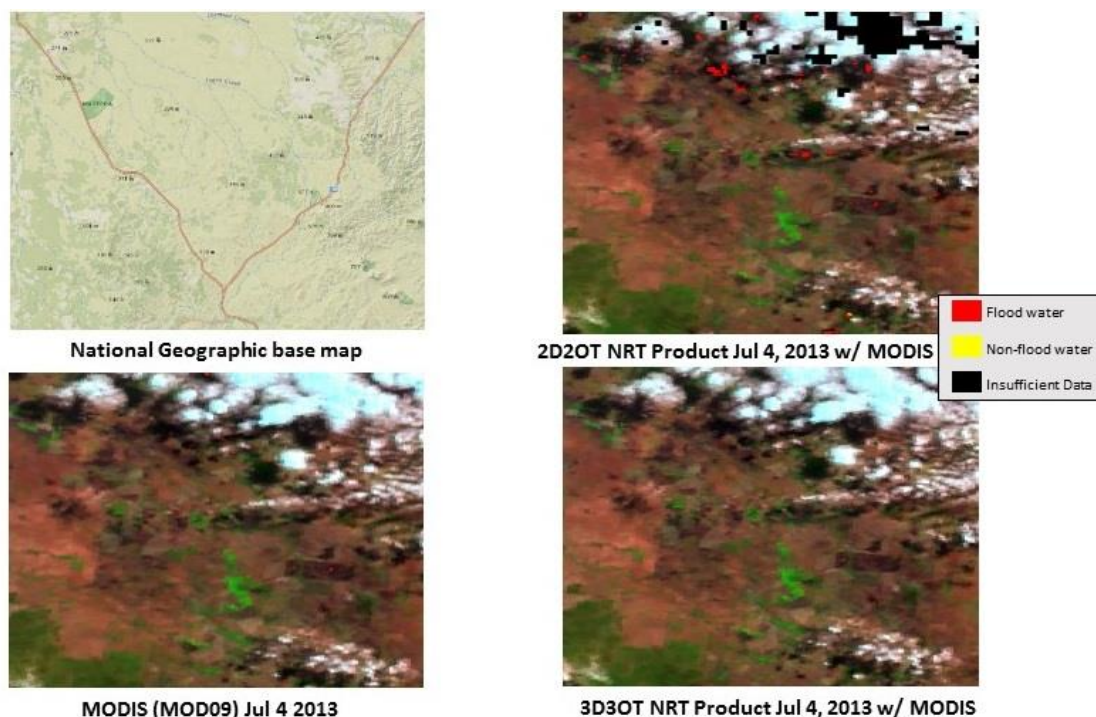 National Geographic base map
2D2OT NRT Product Jul 4, 2013 w/ MODIS
Flood water
Non-flood water
Insufficient Data
MODIS (MOD09) Jul 4 2013
3D3OT NRT Product Jul 4, 2013 w/ MODIS